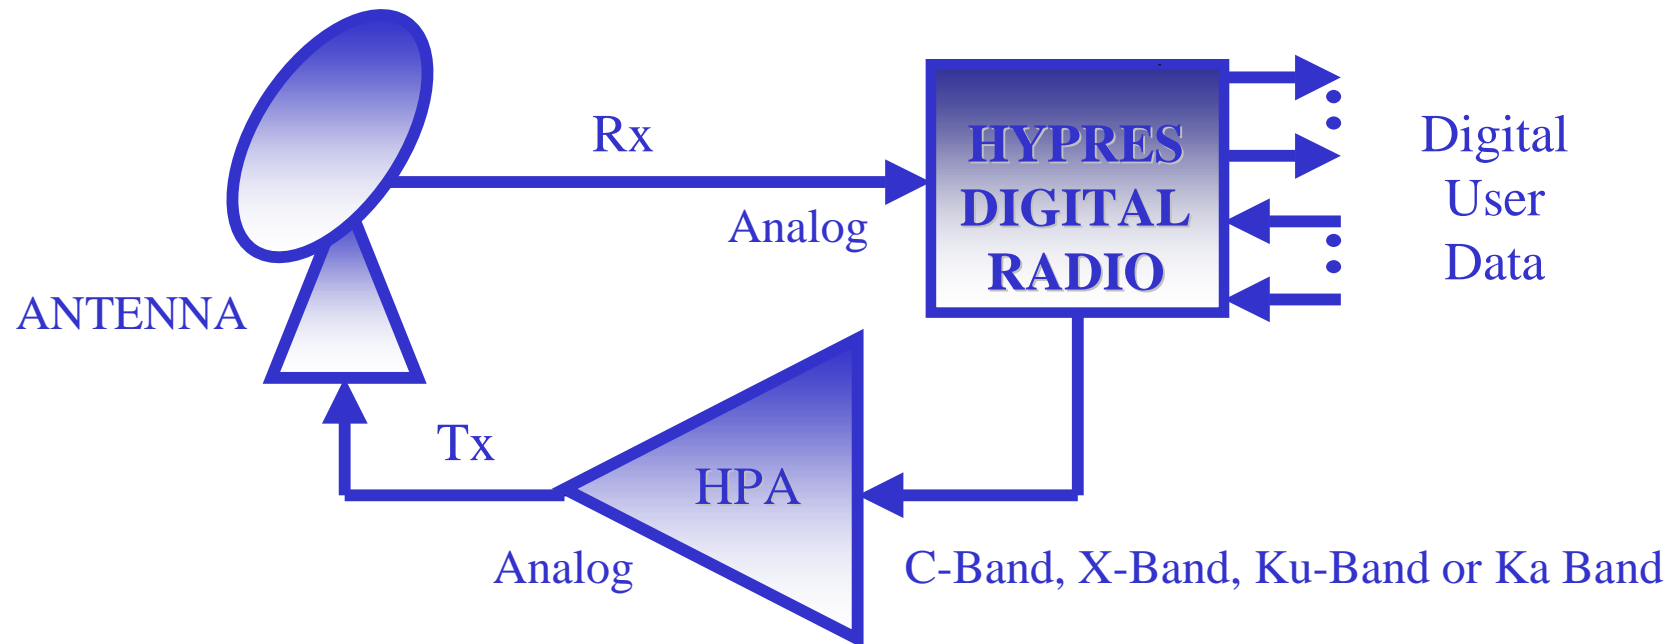 Rx
Analog
HYPRES
DIGITAL
RADIO
Digital
User
Data
ANTENNA
Tx
HPA
Analog
C-Band, X-Band, Ku-Band or Ka Band